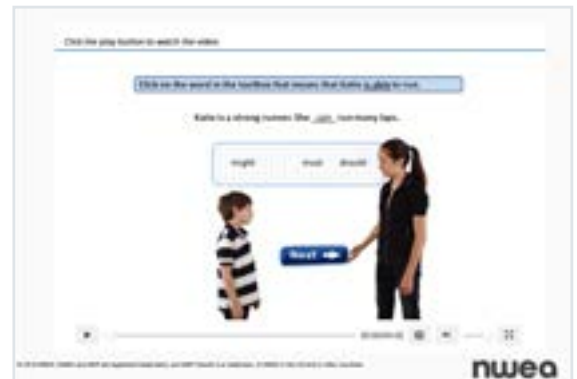 Click the play button to watch the video
Click on the word in the toolbox that means that Katie is able to run.
Katie is a strong runner. She can run many laps.
might must should
Next
nwea